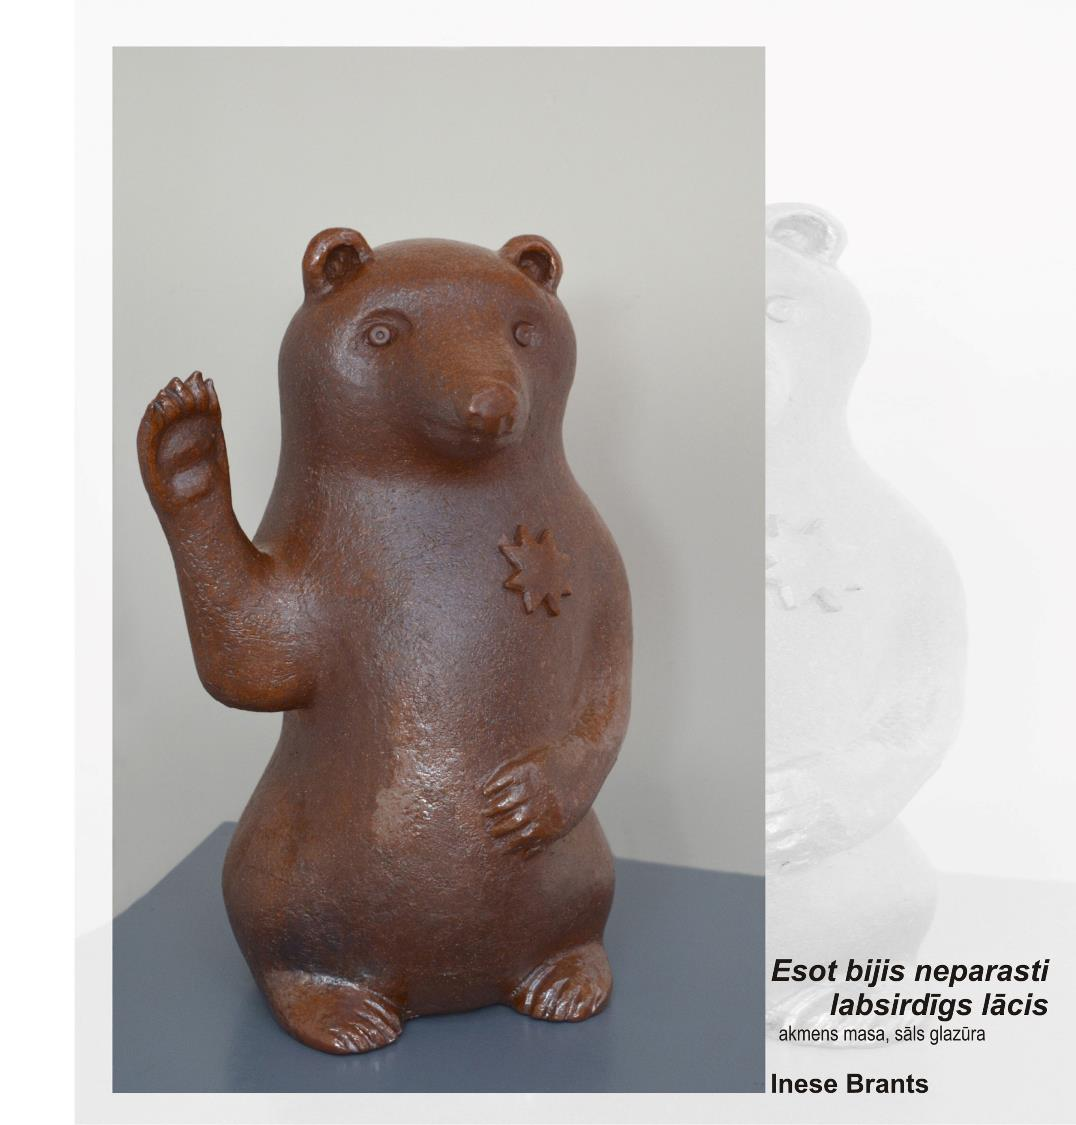 Esot bijis neparasti
labsirdīgs lācis
akmens masa, sāls glazūra
Inese Brants